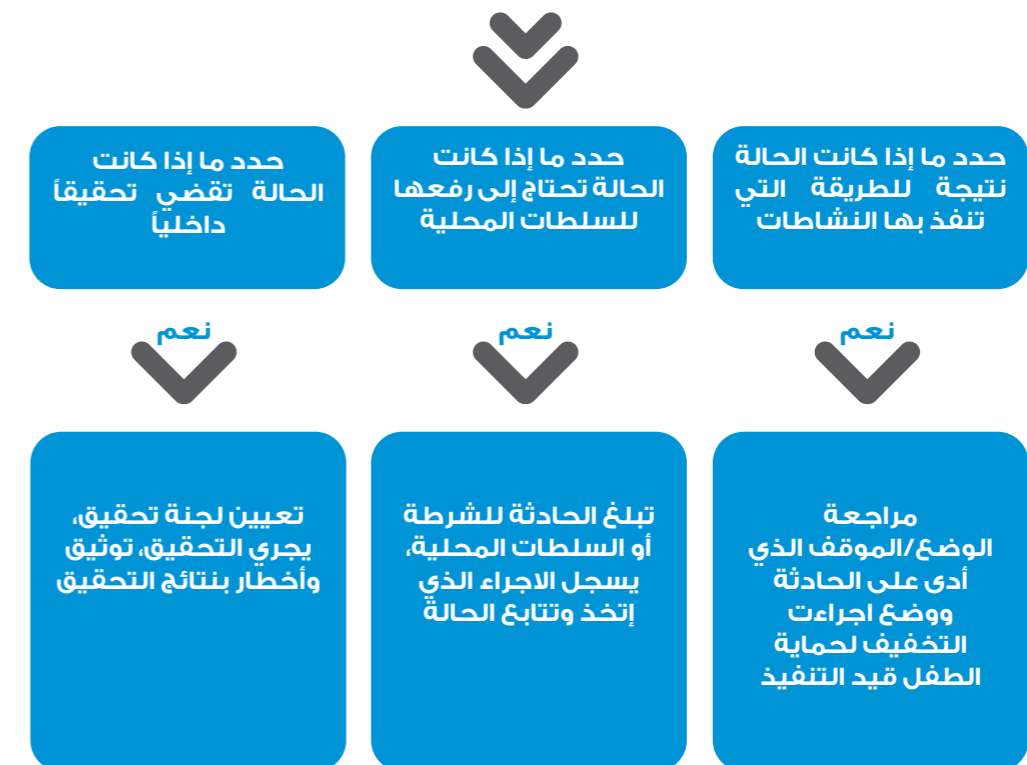 حدد ما إذا كانت الحالة
نتيجة للطريقة التي
تنفذ بها النشاطات
حدد ما إذا كانت
الحالة تحتاج إلى رفعها
للسلطات المحلية
حدد ما إذا كانت
الحالة تقضي تحقيقاً
داخلياً
نعم
نعم
نعم
مراجعة
الوضع/الموقف الذي
أدى على الحادثة
ووضع اجراءت
التخفيف لحماية
الطفل قيد التنفيذ
تبلغ الحادثة للشرطة
أو السلطات المحلية،
يسجل الاجراء الذي
إتخذ وتتابع الحالة
تعيين لجنة تحقيق،
يجري التحقيق، توثيق
وأخطار بنتائج التحقيق